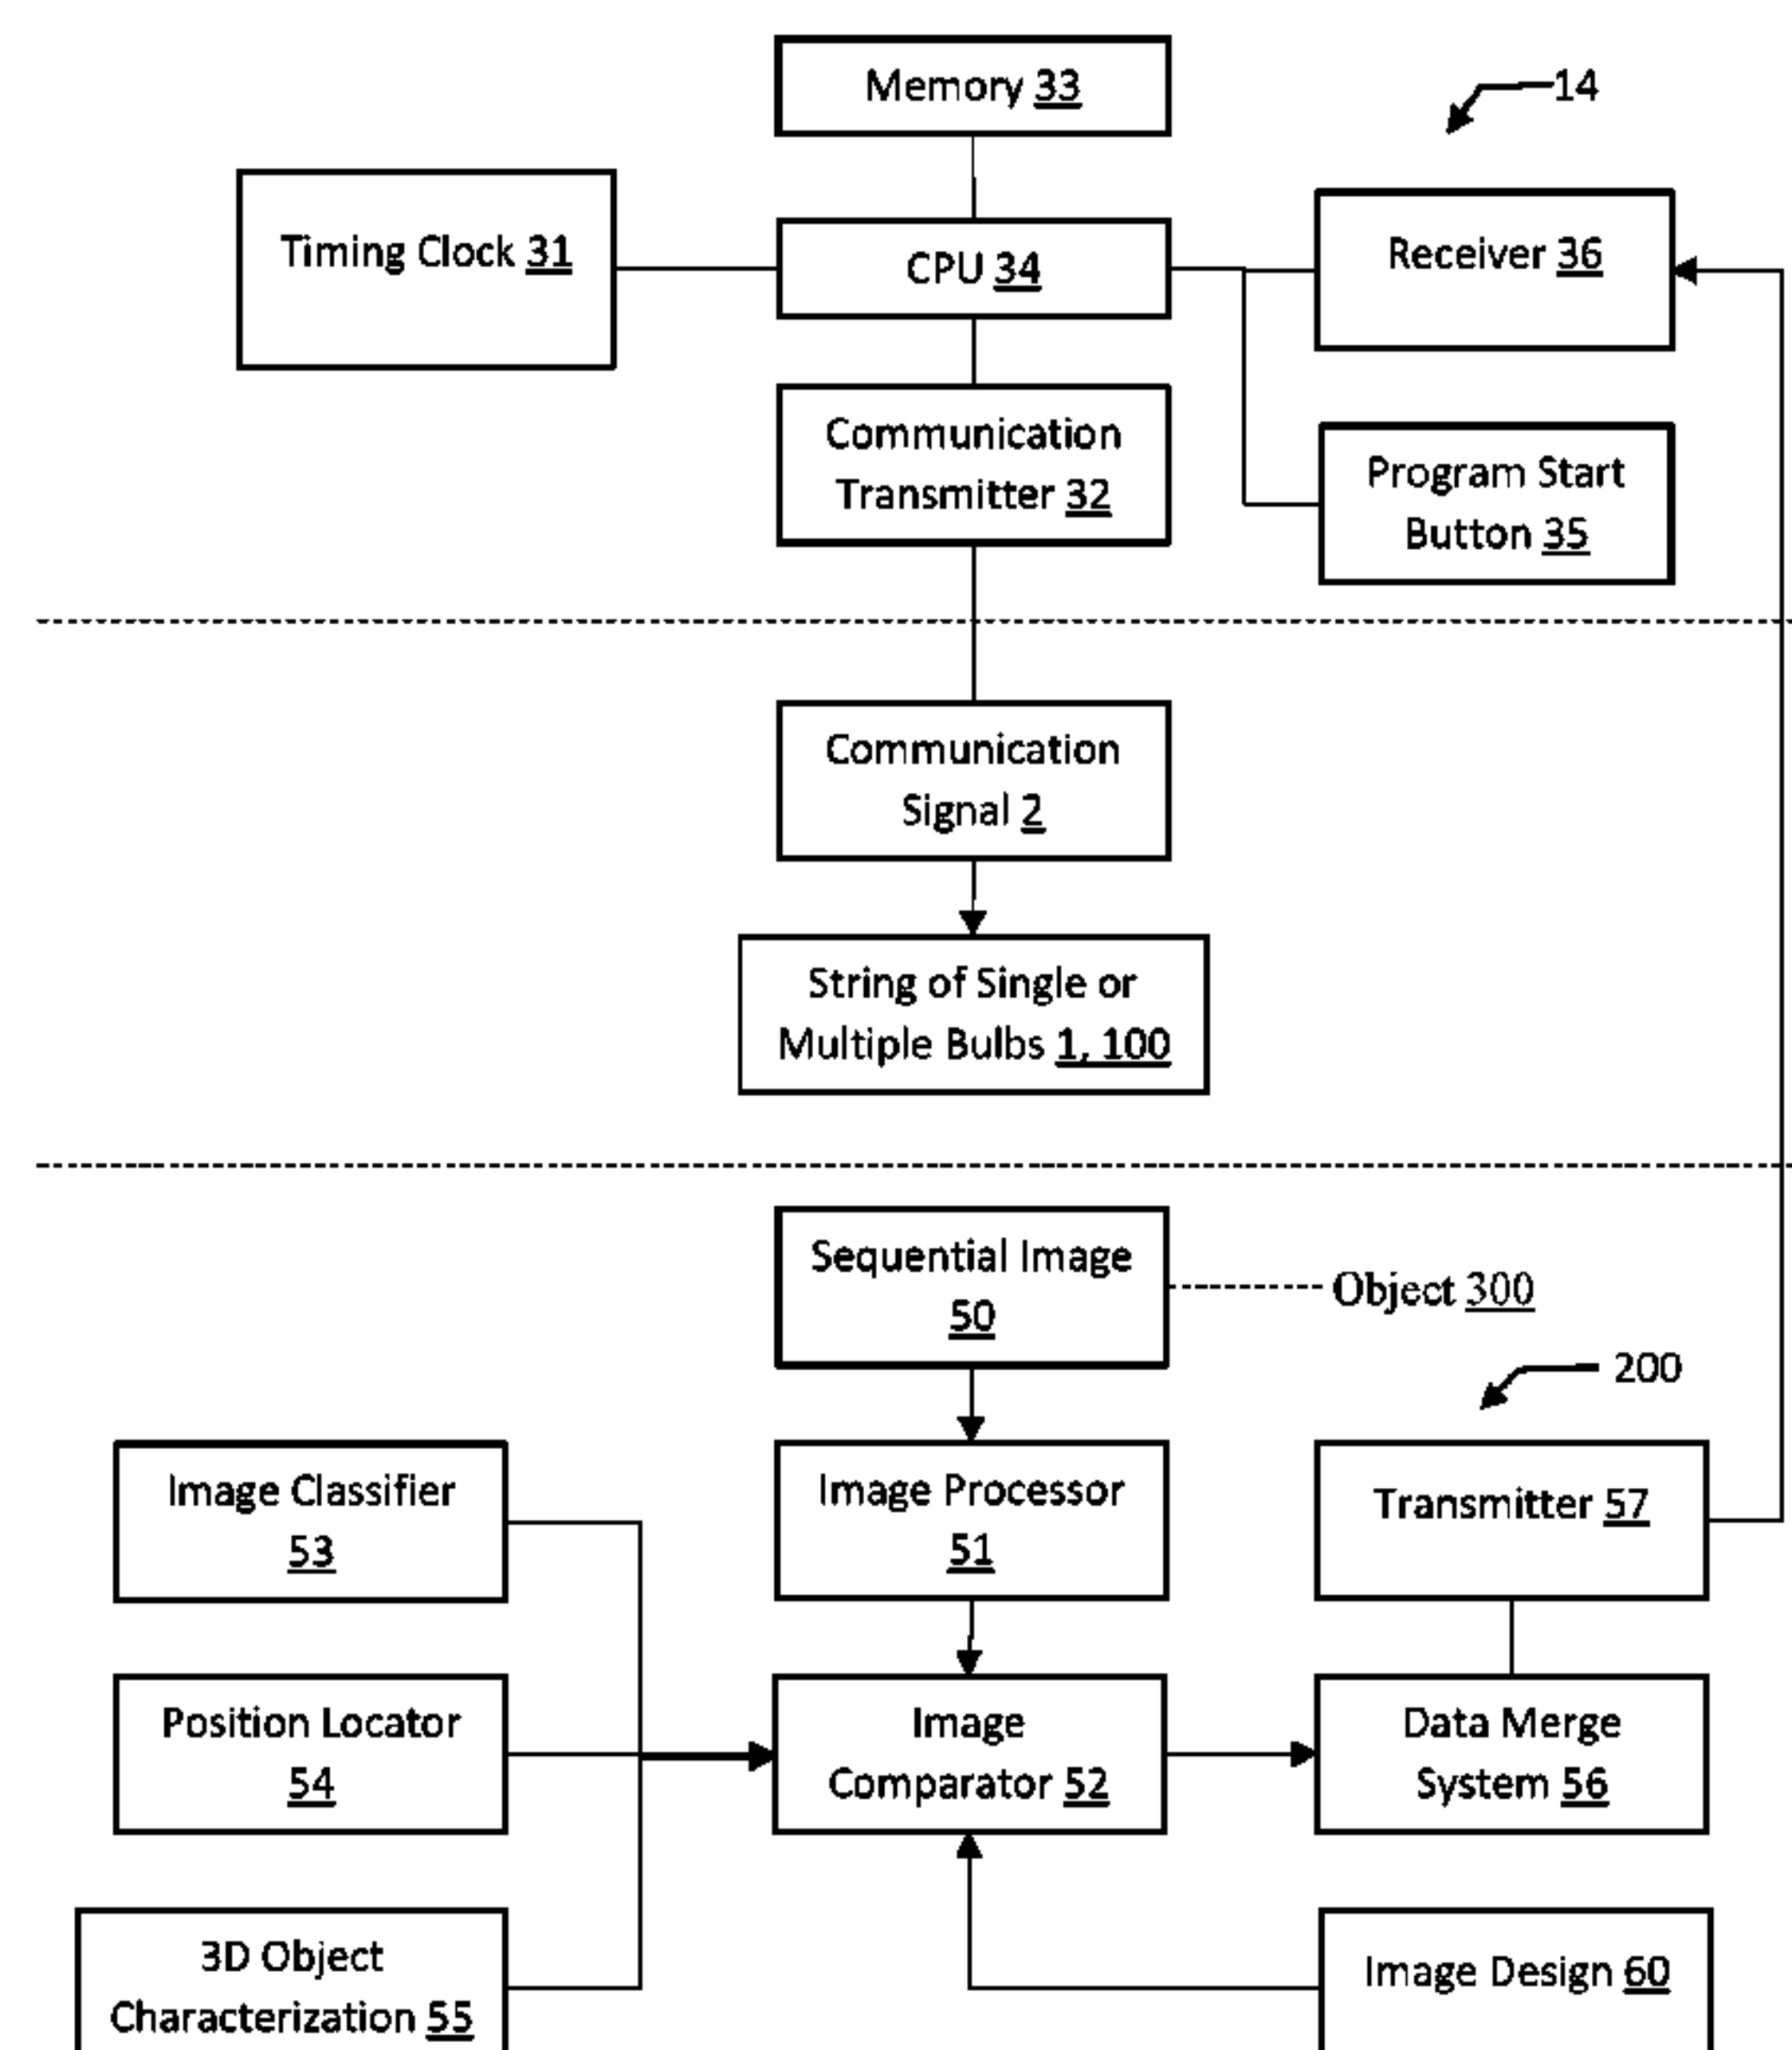 Memory 33
14
Timing Clock 31
CPU 34
Receiver 36
Communication
Transmitter 32
Program Start
Button 35
Communication
Signal 2
String of Single or
Multiple Bulbs 1, 100
Sequential Image
50
Object 300
200
Image Classifier
53
Image Processor
51
Transmitter 57
Position Locator
54
Image
Comparator 52
Data Merge
System 56
3D Object
Characterization 55
Image Design 60